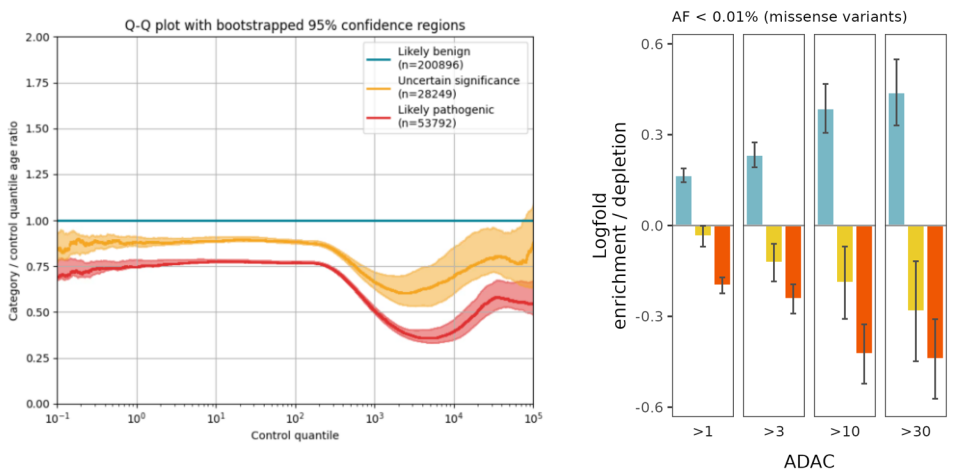 Q-Q plot with bootstrapped 95% confidence regions
Category / control quantile age ratio
2.00
1.75
1.50
1.25
1.00
0.75
0.50
0.25
0.00
Likely benign
(n=200896)
Uncertain significance
(n=28249)
Likely pathogenic
(n=53792)
10⁻¹ 10⁰ 10¹ 10² 10³ 10⁴ 10⁵
Control quantile
AF < 0.01% (missense variants)
Logfold
enrichment / depletion
0.6
0.3
0.0
-0.3
-0.6
>1 >3 >10 >30
ADAC